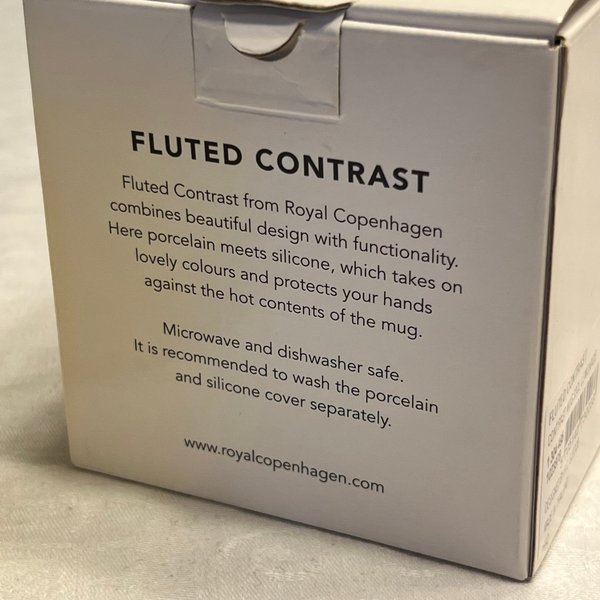 FLUTED CONTRAST
Fluted Contrast from Royal Copenhagen
combines beautiful design with functionality.
Here porcelain meets silicone, which takes on
lovely colours and protects your hands
against the hot contents of the mug.
Microwave and dishwasher safe.
It is recommended to wash the porcelain
and silicone cover separately.
www.royalcopenhagen.com
FLUTED CONTRAST